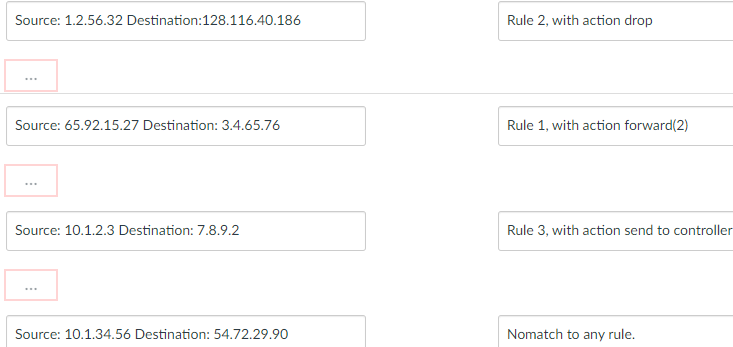 Source: 1.2.56.32 Destination:128.116.40.186
Rule 2, with action drop
...
Source: 65.92.15.27 Destination: 3.4.65.76
Rule 1, with action forward(2)
...
Source: 10.1.2.3 Destination: 7.8.9.2
Rule 3, with action send to controller
...
Source: 10.1.34.56 Destination: 54.72.29.90
Nomatch to any rule.